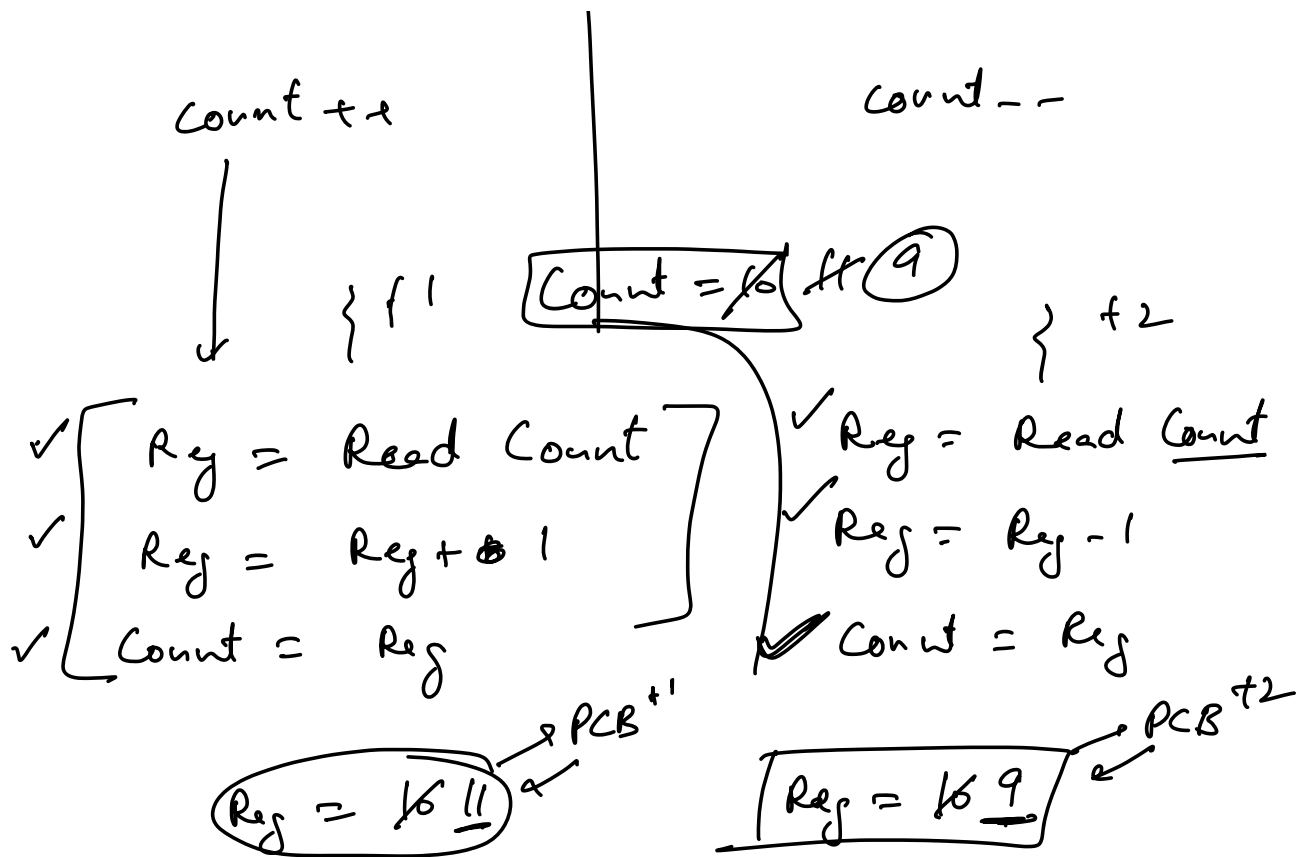 Count ++
Count --
Count = 10 11 9
} t1
} t2
Reg = Read Count
Reg = Reg + 1
Count = Reg
Reg = Read Count
Reg = Reg - 1
Count = Reg
PCB t1
Reg = 10 11
PCB t2
Reg = 10 9